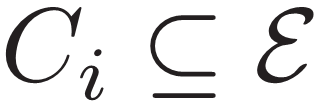 C_i ⊆ ℰ